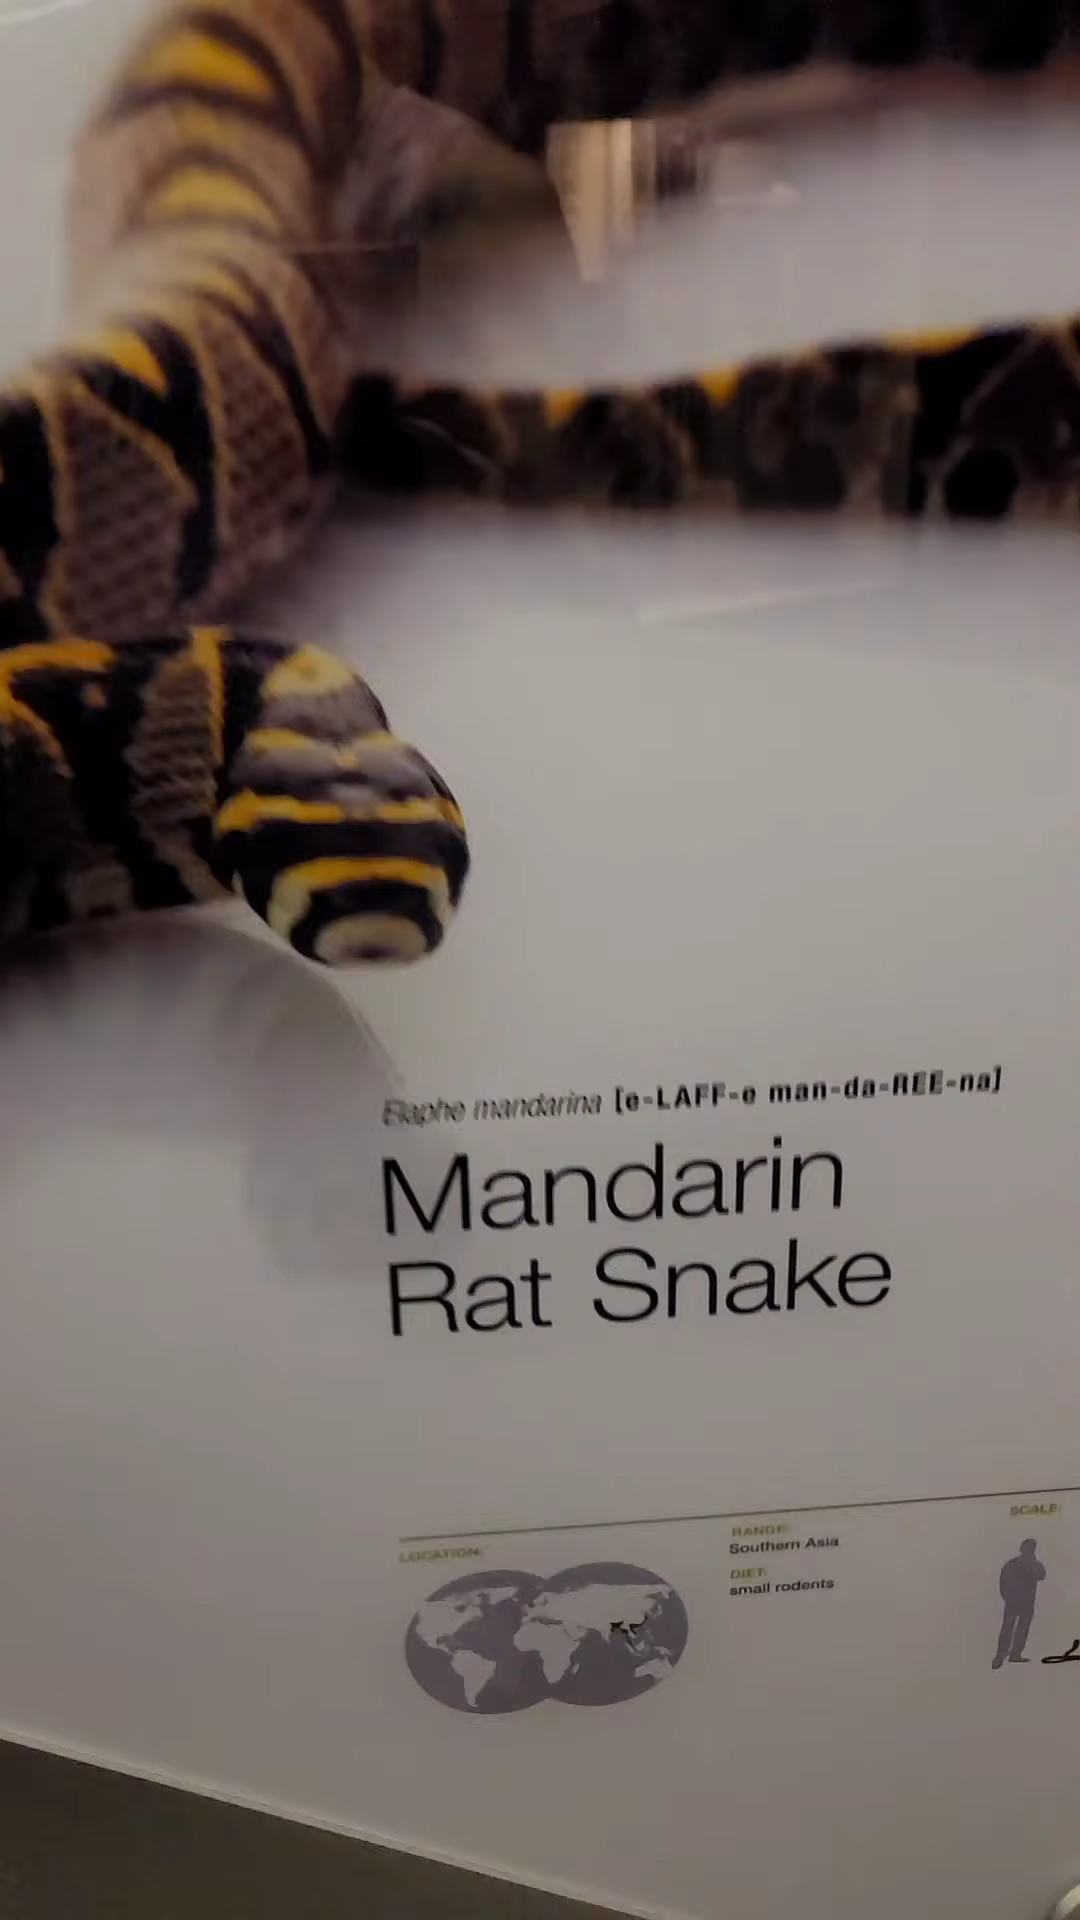 Elaphe mandarina [e-LAFF-e man-da-REE-na]
Mandarin
Rat Snake
LOCATION:
RANGE:
Southern Asia
DIET:
small rodents
SCALE: